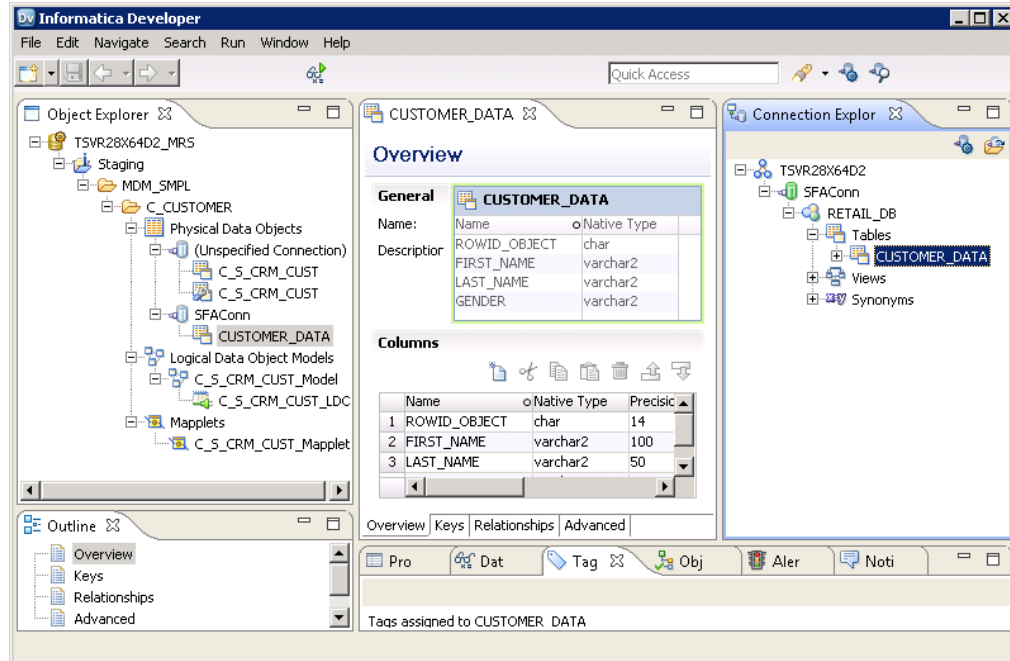 Informatica Developer
File Edit Navigate Search Run Window Help
Quick Access
Object Explorer
TSVR28X64D2_MRS
Staging
MDM_SMPL
C_CUSTOMER
Physical Data Objects
(Unspecified Connection)
C_S_CRM_CUST
C_S_CRM_CUST
SFAConn
CUSTOMER_DATA
Logical Data Object Models
C_S_CRM_CUST_Model
C_S_CRM_CUST_LDC
Mapplets
C_S_CRM_CUST_Mapplet
Outline
Overview
Keys
Relationships
Advanced
CUSTOMER_DATA
Overview
General
Name:
Description
CUSTOMER_DATA
Name Native Type
ROWID_OBJECT char
FIRST_NAME varchar2
LAST_NAME varchar2
GENDER varchar2
Columns
Name Native Type Precisic
1 ROWID_OBJECT char 14
2 FIRST_NAME varchar2 100
3 LAST_NAME varchar2 50
Overview Keys Relationships Advanced
Connection Explor
TSVR28X64D2
SFAConn
RETAIL_DB
Tables
CUSTOMER_DATA
Views
Synonyms
Pro Dat Tag Obj Aler Noti
Tags assigned to CUSTOMER_DATA